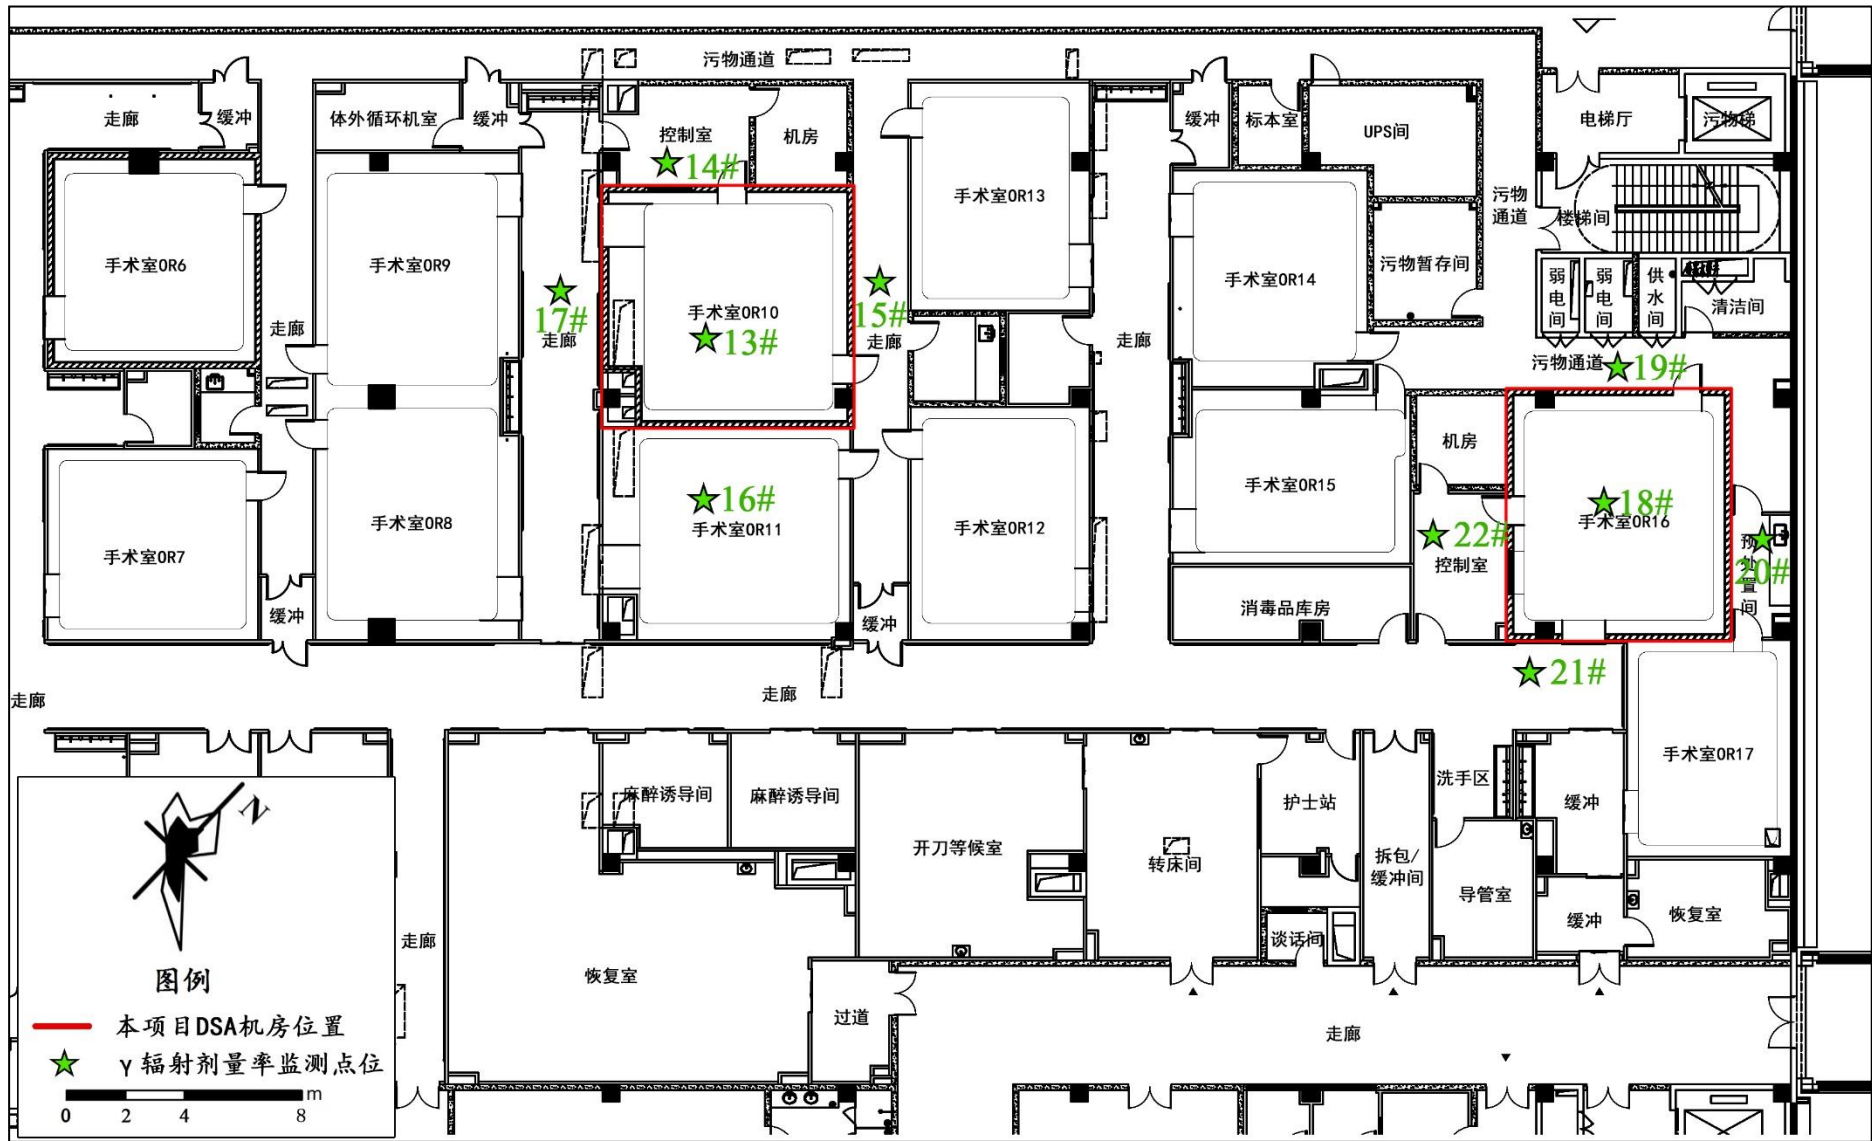 污物通道
走廊
缓冲
体外循环机室
缓冲
控制室
14#
机房
手术室OR13
缓冲
标本室
UPS间
电梯厅
污物梯
手术室OR6
手术室OR9
手术室OR10
13#
17#
走廊
15#
走廊
走廊
走廊
手术室OR14
污物暂存间
污物
通道
楼梯间
弱
电
间
弱
电
间
供
水
间
清洁间
污物通道
19#
手术室OR7
手术室OR8
缓冲
16#
手术室OR11
缓冲
手术室OR12
手术室OR15
消毒品库房
机房
22#
控制室
18#
手术室OR16
预
处
置
间
20#
21#
走廊
走廊
手术室OR17
麻醉诱导间
麻醉诱导间
开刀等候室
转床间
护士站
谈话间
拆包/
缓冲间
洗手区
导管室
缓冲
缓冲
恢复室
走廊
恢复室
过道
走廊
N
图例
本项目DSA机房位置
γ辐射剂量率监测点位
m
0 2 4 8